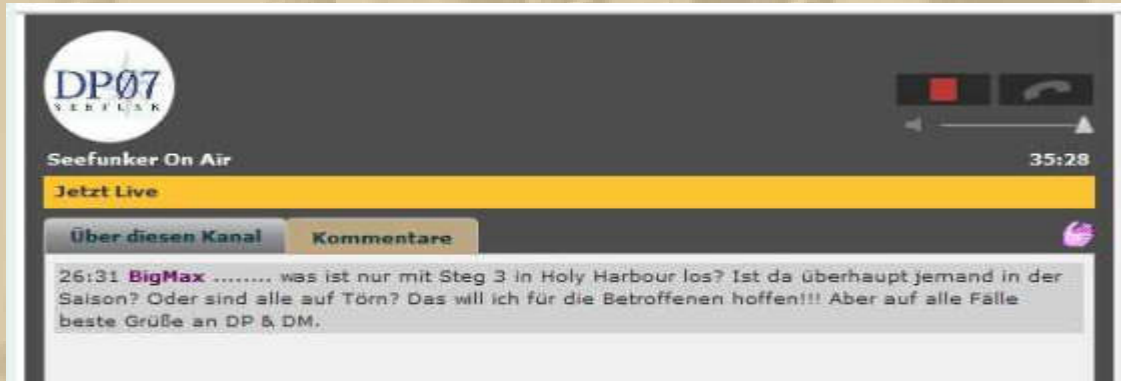 DP07
SEEFUNK
Seefunker On Air
35:28
Jetzt Live
Über diesen Kanal
Kommentare
26:31 BigMax ........ was ist nur mit Steg 3 in Holy Harbour los? Ist da überhaupt jemand in der
Saison? Oder sind alle auf Törn? Das will ich für die Betroffenen hoffen!!! Aber auf alle Fälle
beste Grüße an DP & DM.